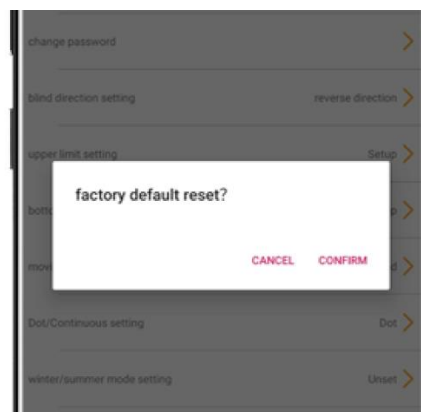 change password
blind direction setting reverse direction
upper limit setting Setup
factory default reset?
CANCEL CONFIRM
Dot/Continuous setting Dot
winter/summer mode setting Unset